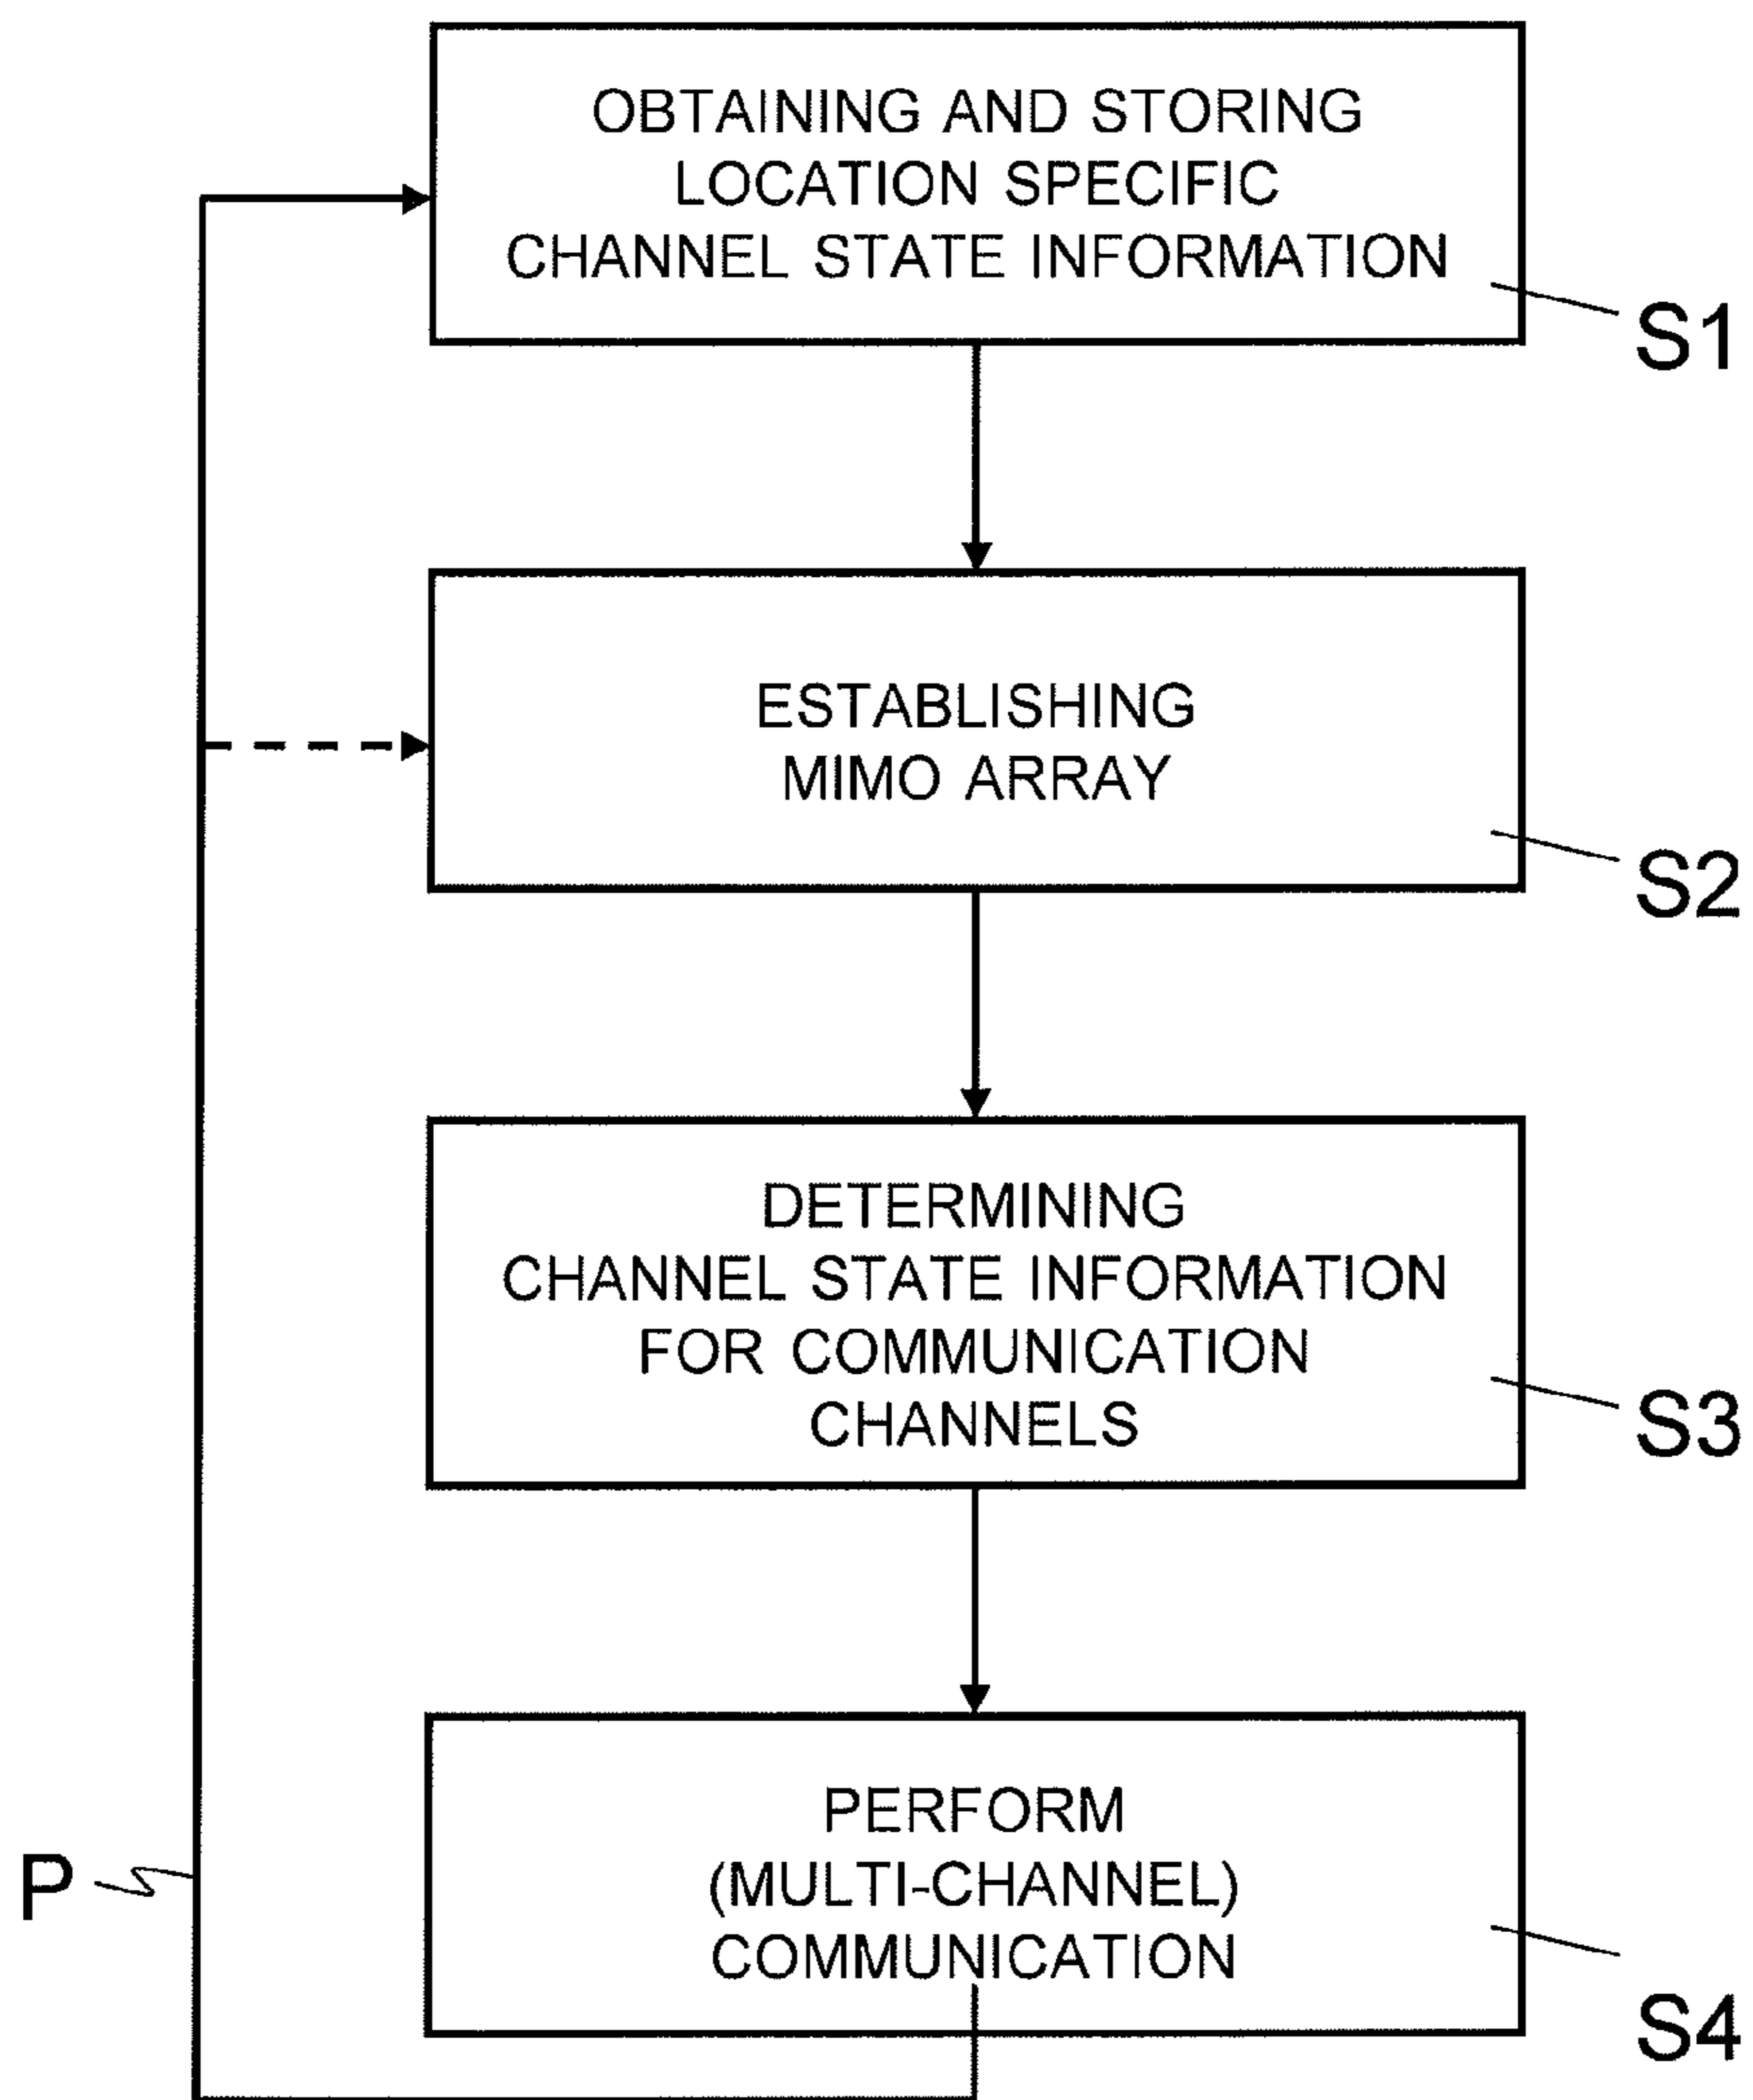 OBTAINING AND STORING
LOCATION SPECIFIC
CHANNEL STATE INFORMATION
S1
ESTABLISHING
MIMO ARRAY
S2
DETERMINING
CHANNEL STATE INFORMATION
FOR COMMUNICATION
CHANNELS
S3
PERFORM
(MULTI-CHANNEL)
COMMUNICATION
P
S4